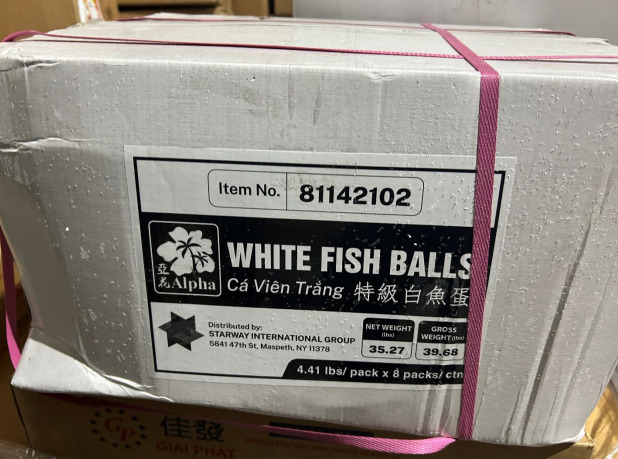 Item No. 81142102
亞
花 Alpha
WHITE FISH BALLS
Cá Viên Trắng 特級白魚蛋
Distributed by:
STARWAY INTERNATIONAL GROUP
5841 47th St, Maspeth, NY 11378
NET WEIGHT
(lbs)
35.27
GROSS
WEIGHT (lbs)
39.68
4.41 lbs/ pack x 8 packs/ ctn
GP 佳發
GIAI PHAT